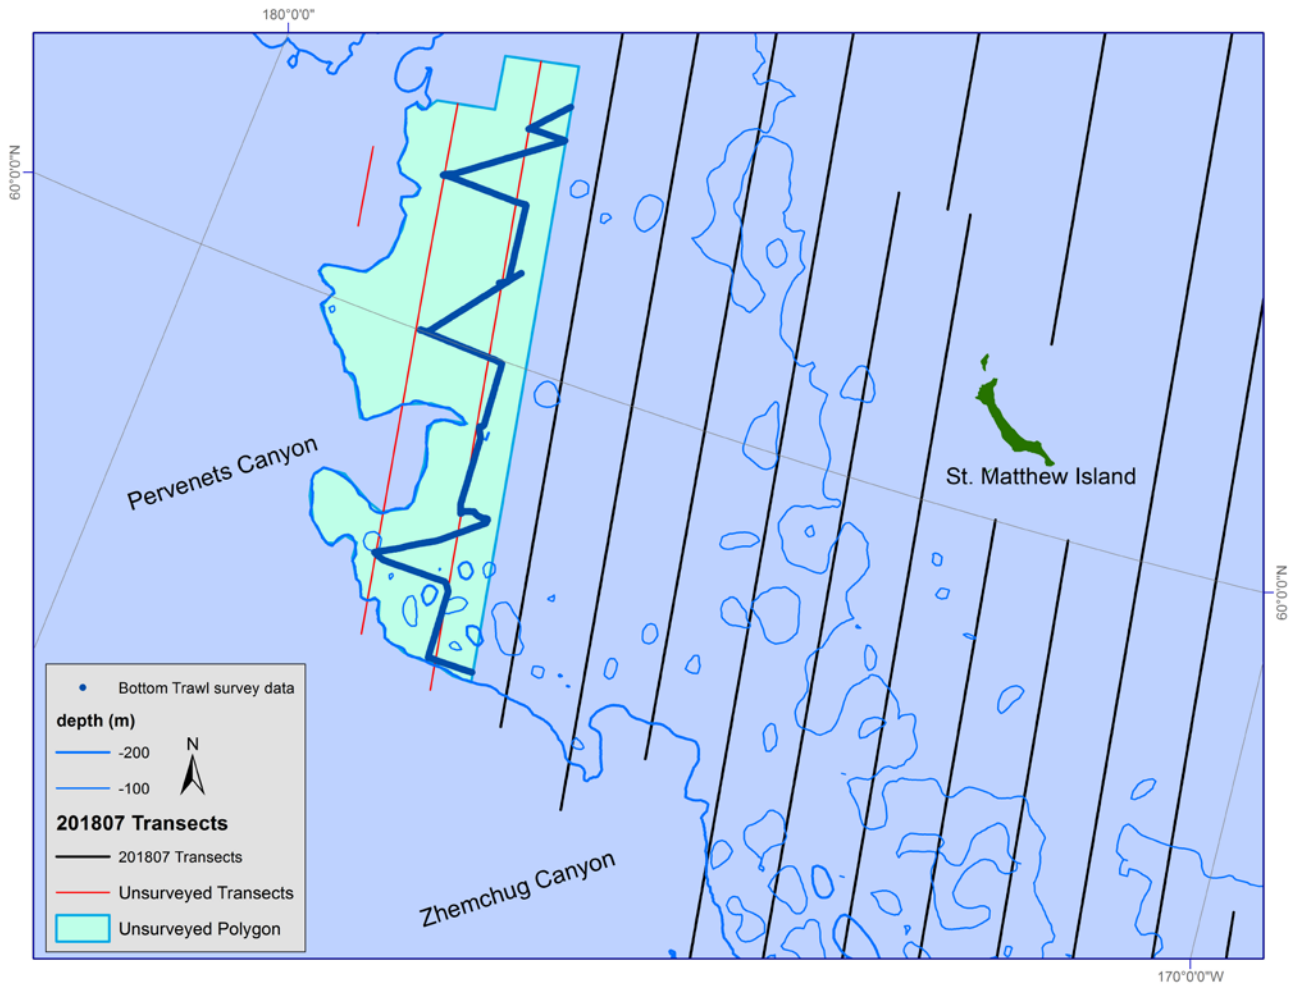 180°0'0"
60°0'0"N
Pervenets Canyon
St. Matthew Island
60°0'0"N
Bottom Trawl survey data
depth (m)
-200
N
-100
201807 Transects
201807 Transects
Unsurveyed Transects
Unsurveyed Polygon
Zhemchug Canyon
170°0'0"W